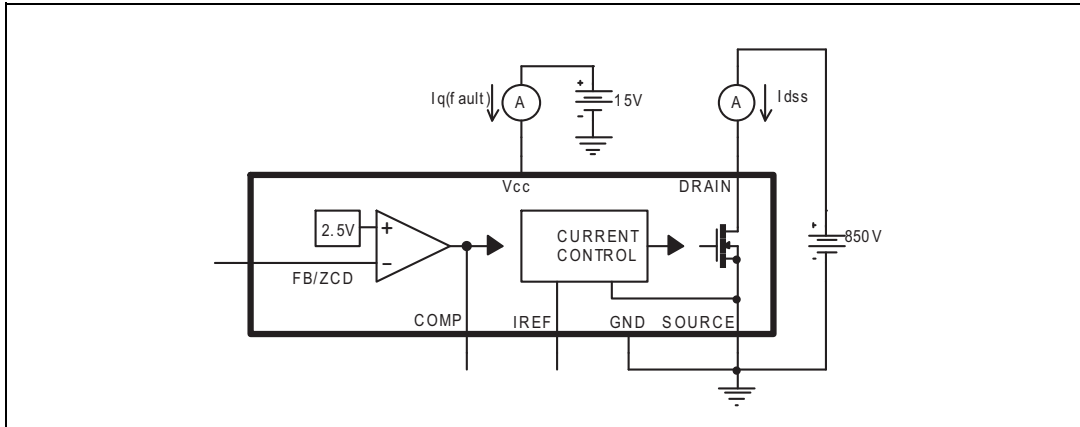 Iq(fault)
A
+
-
15V
A
Idss
Vcc
DRAIN
2.5V
+
-
FB/ZCD
CURRENT
CONTROL
+
-
850V
COMP
IREF
GND
SOURCE